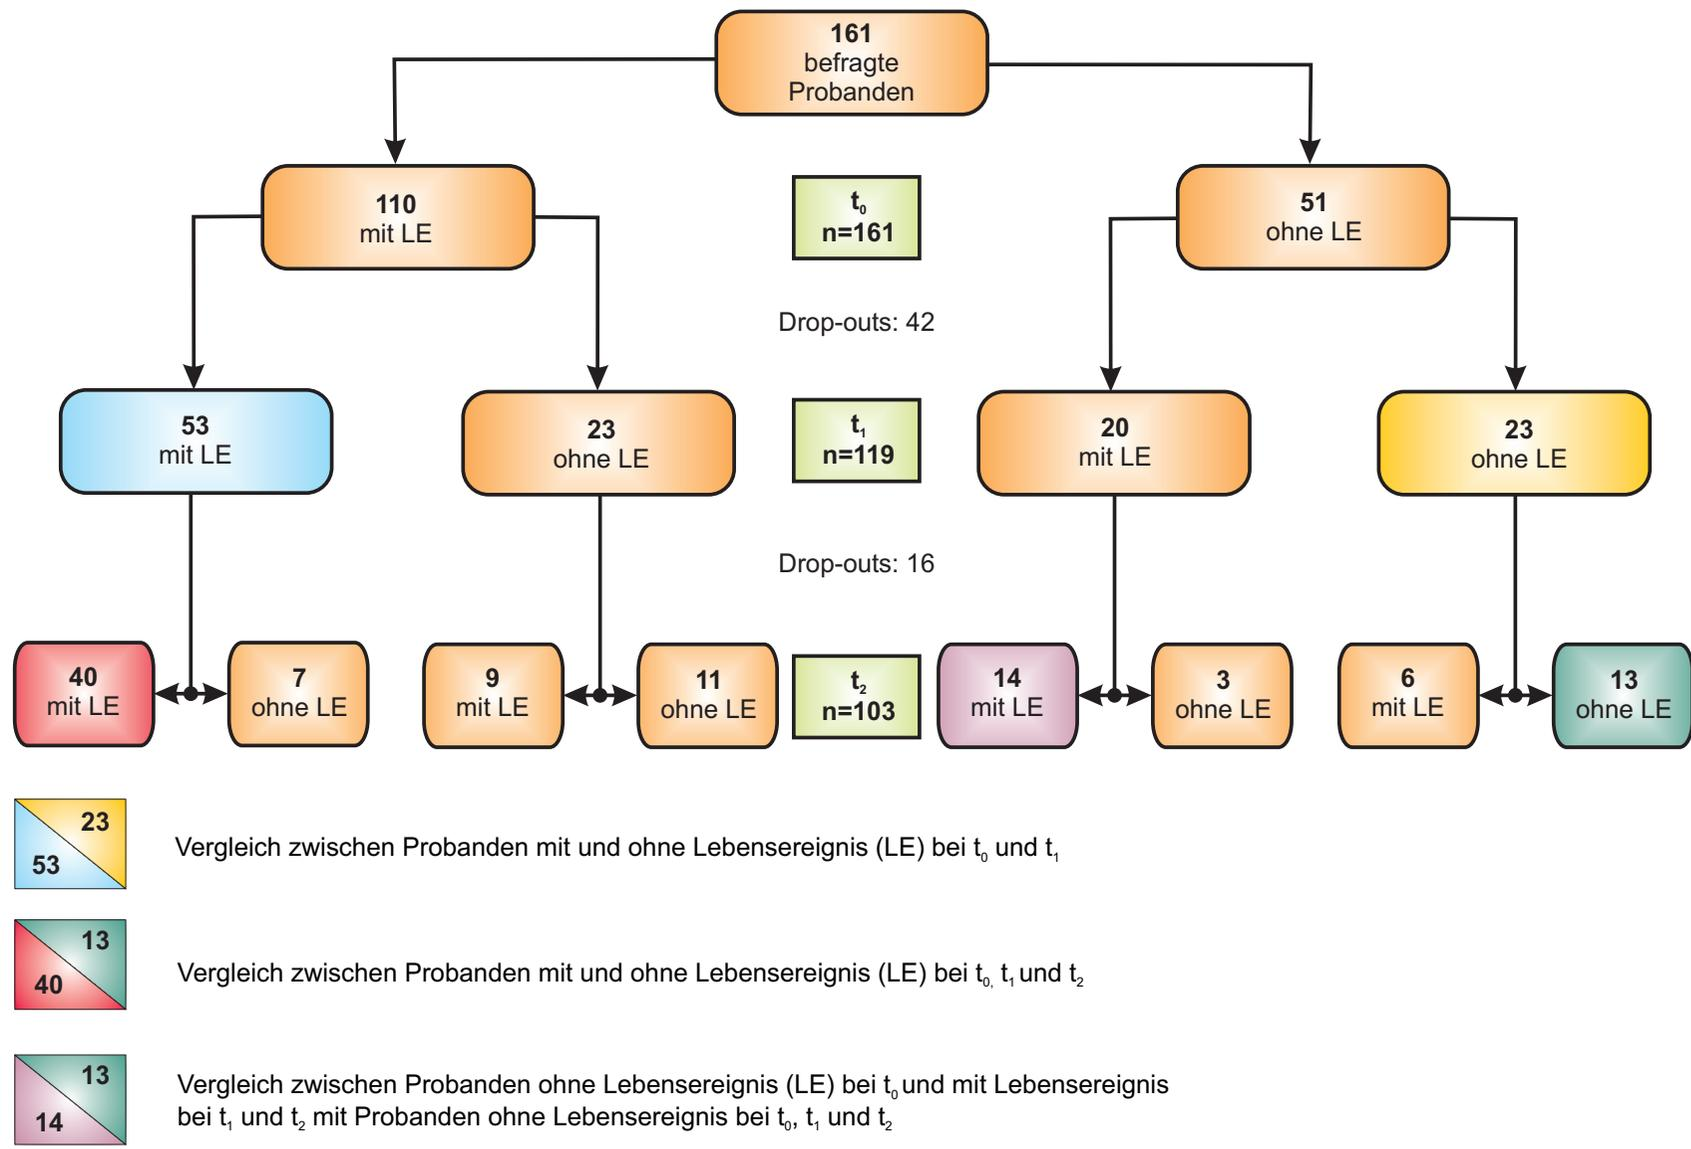 161
befragte
Probanden
110
mit LE
t0
n=161
51
ohne LE
Drop-outs: 42
53
mit LE
23
ohne LE
t1
n=119
20
mit LE
23
ohne LE
Drop-outs: 16
40
mit LE
7
ohne LE
9
mit LE
11
ohne LE
t2
n=103
14
mit LE
3
ohne LE
6
mit LE
13
ohne LE
23
53
Vergleich zwischen Probanden mit und ohne Lebensereignis (LE) bei t0 und t1
13
40
Vergleich zwischen Probanden mit und ohne Lebensereignis (LE) bei t0, t1 und t2
13
14
Vergleich zwischen Probanden ohne Lebensereignis (LE) bei t0 und mit Lebensereignis
bei t1 und t2 mit Probanden ohne Lebensereignis bei t0, t1 und t2